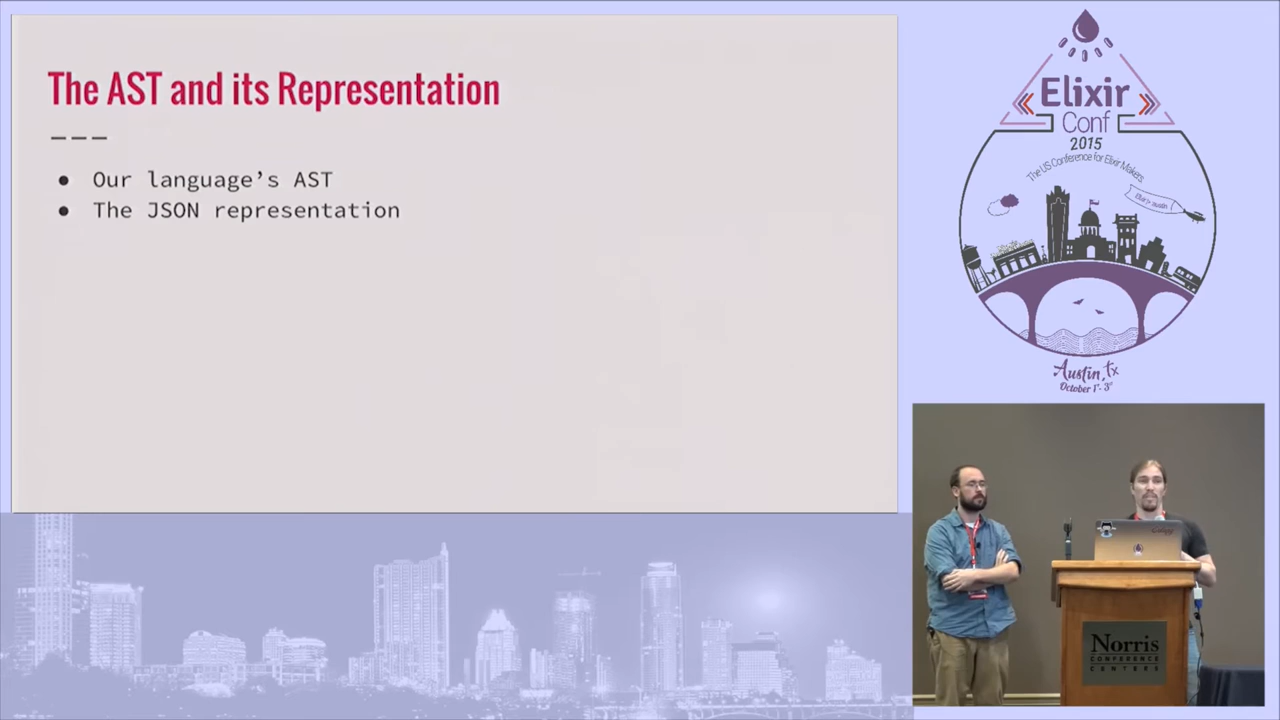 The AST and its Representation
● Our language’s AST
● The JSON representation
Elixir
Conf
2015
The US Conference for Elixir Makers
Austin, Tx
October 1st - 3rd
Norris
CONFERENCE
CENTERS